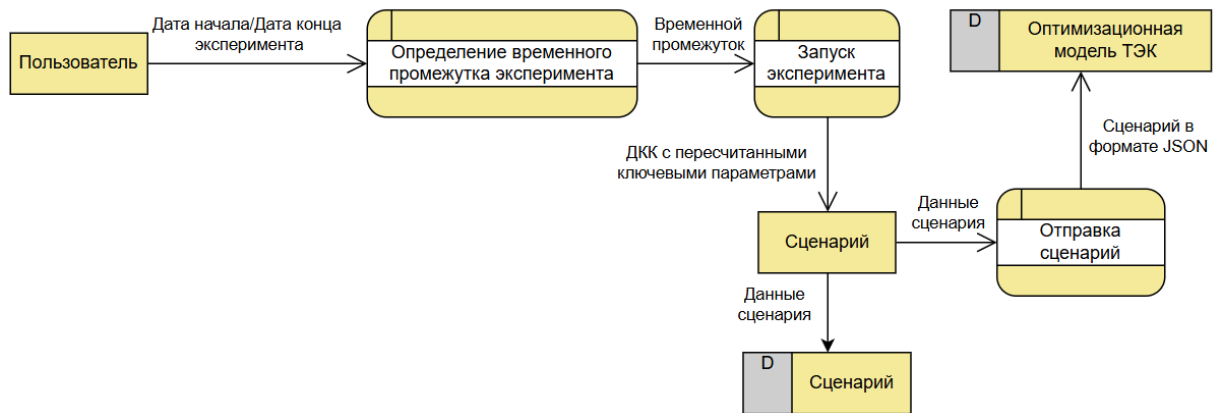 Пользователь
Дата начала/Дата конца
эксперимента
Определение временного
промежутка эксперимента
Временной
промежуток
Запуск
эксперимента
D
Оптимизационная
модель ТЭК
Сценарий в
формате JSON
ДКК с пересчитанными
ключевыми параметрами
Сценарий
Данные
сценария
Отправка
сценарий
Данные
сценария
D
Сценарий